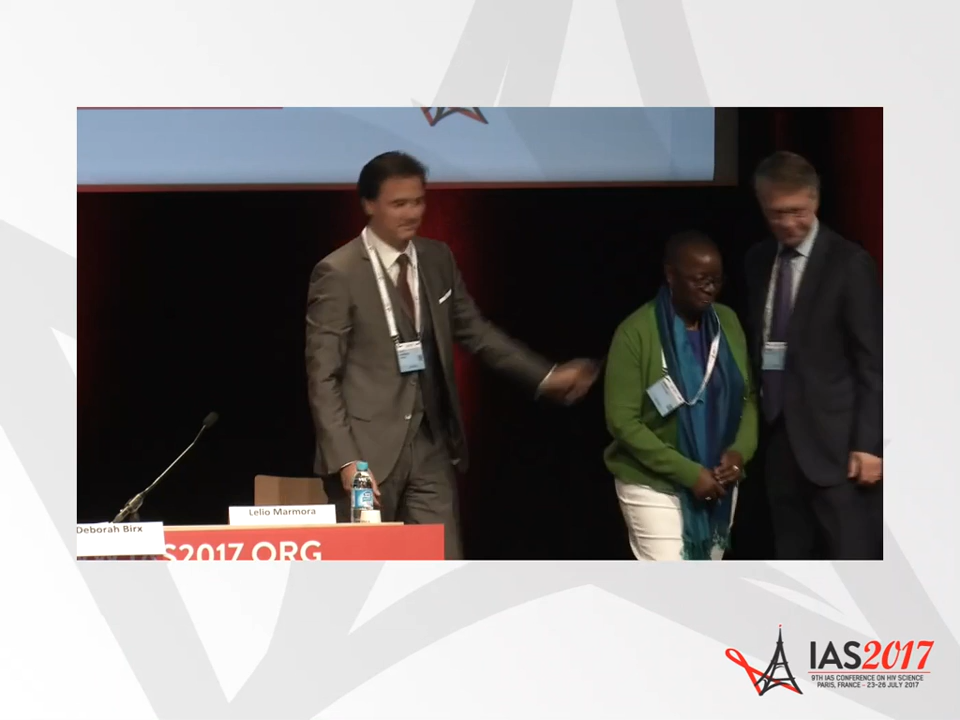 Lelio Marmora
Deborah Birx
S2017.ORG
IAS2017
9TH IAS CONFERENCE ON HIV SCIENCE
PARIS, FRANCE - 23-26 JULY 2017